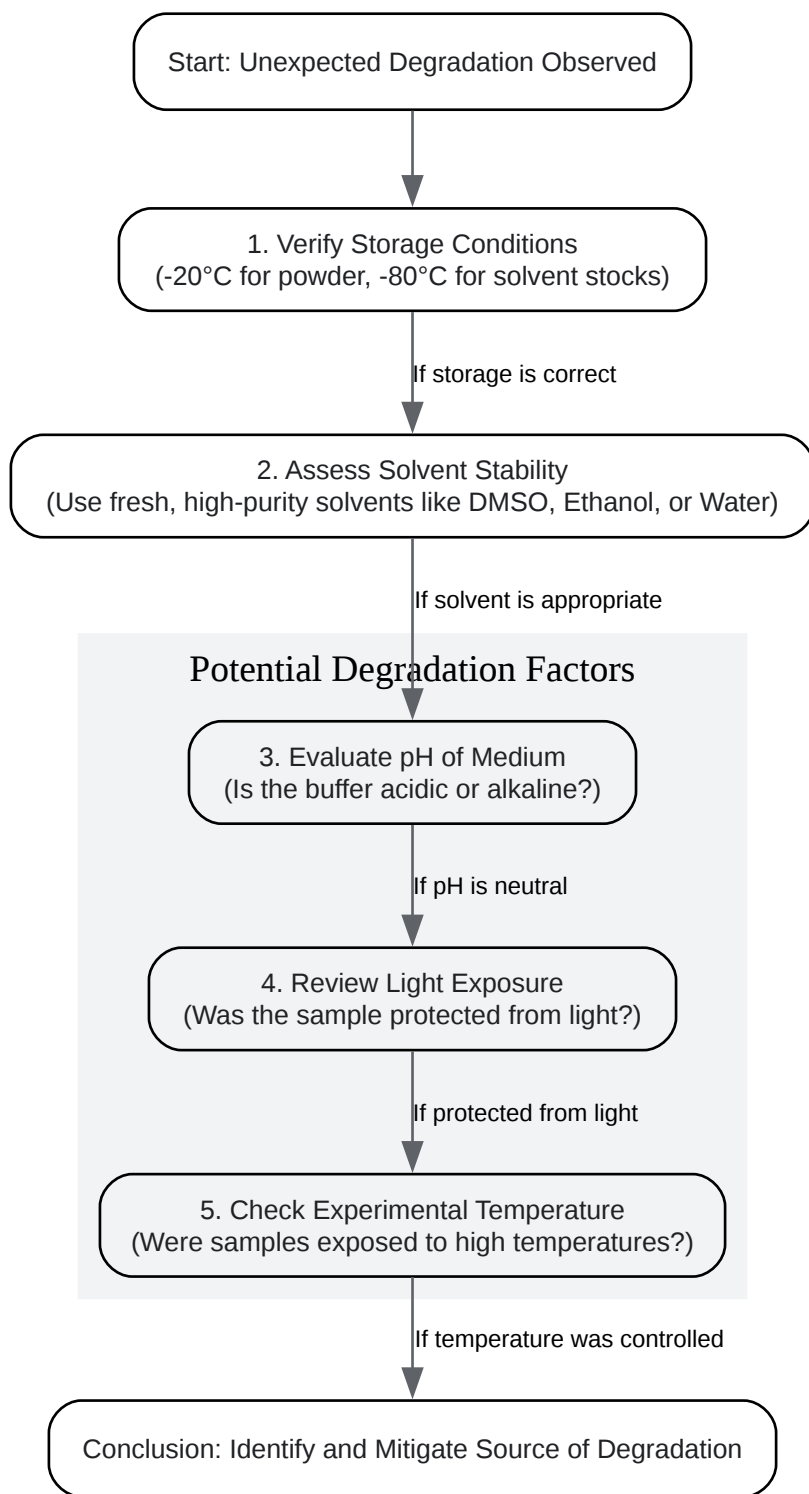 Start: Unexpected Degradation Observed
1. Verify Storage Conditions
(-20°C for powder, -80°C for solvent stocks)
If storage is correct
2. Assess Solvent Stability
(Use fresh, high-purity solvents like DMSO, Ethanol, or Water)
If solvent is appropriate
Potential Degradation Factors
3. Evaluate pH of Medium
(Is the buffer acidic or alkaline?)
If pH is neutral
4. Review Light Exposure
(Was the sample protected from light?)
If protected from light
5. Check Experimental Temperature
(Were samples exposed to high temperatures?)
If temperature was controlled
Conclusion: Identify and Mitigate Source of Degradation